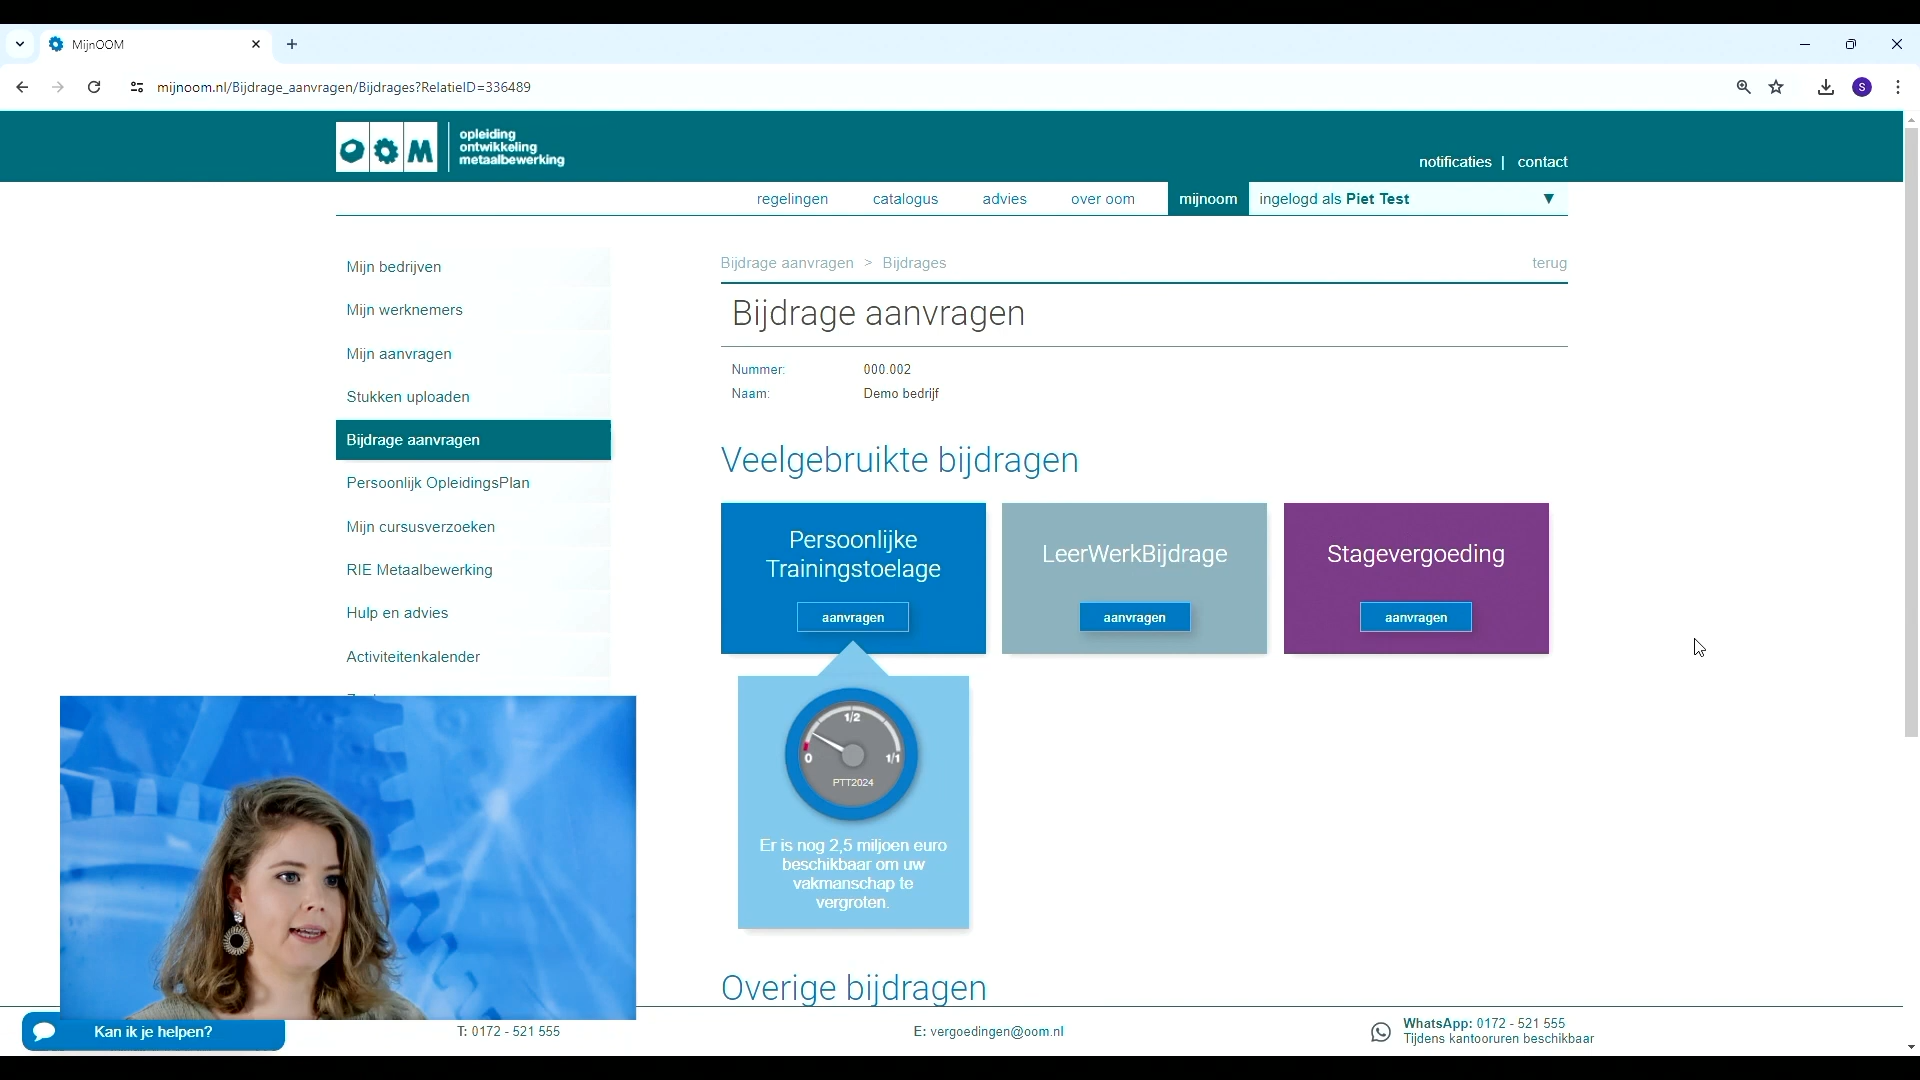 MijnOOM
mijnoom.nl/Bijdrage_aanvragen/Bijdrages?RelatieID=336489
S
OOM
opleiding
ontwikkeling
metaalbewerking
notificaties | contact
regelingen catalogus advies over oom mijnoom ingelogd als Piet Test
Mijn bedrijven
Mijn werknemers
Mijn aanvragen
Stukken uploaden
Bijdrage aanvragen
Persoonlijk OpleidingsPlan
Mijn cursusverzoeken
RIE Metaalbewerking
Hulp en advies
Activiteitenkalender
Bijdrage aanvragen > Bijdrages terug
Bijdrage aanvragen
Nummer: 000.002
Naam: Demo bedrijf
Veelgebruikte bijdragen
Persoonlijke
Trainingstoelage
aanvragen
LeerWerkBijdrage
aanvragen
Stagevergoeding
aanvragen
1/2
0 1/1
PTT2024
Er is nog 2,5 miljoen euro
beschikbaar om uw
vakmanschap te
vergroten.
Overige bijdragen
Kan ik je helpen?
T: 0172 - 521 555
E: vergoedingen@oom.nl
WhatsApp: 0172 - 521 555
Tijdens kantooruren beschikbaar